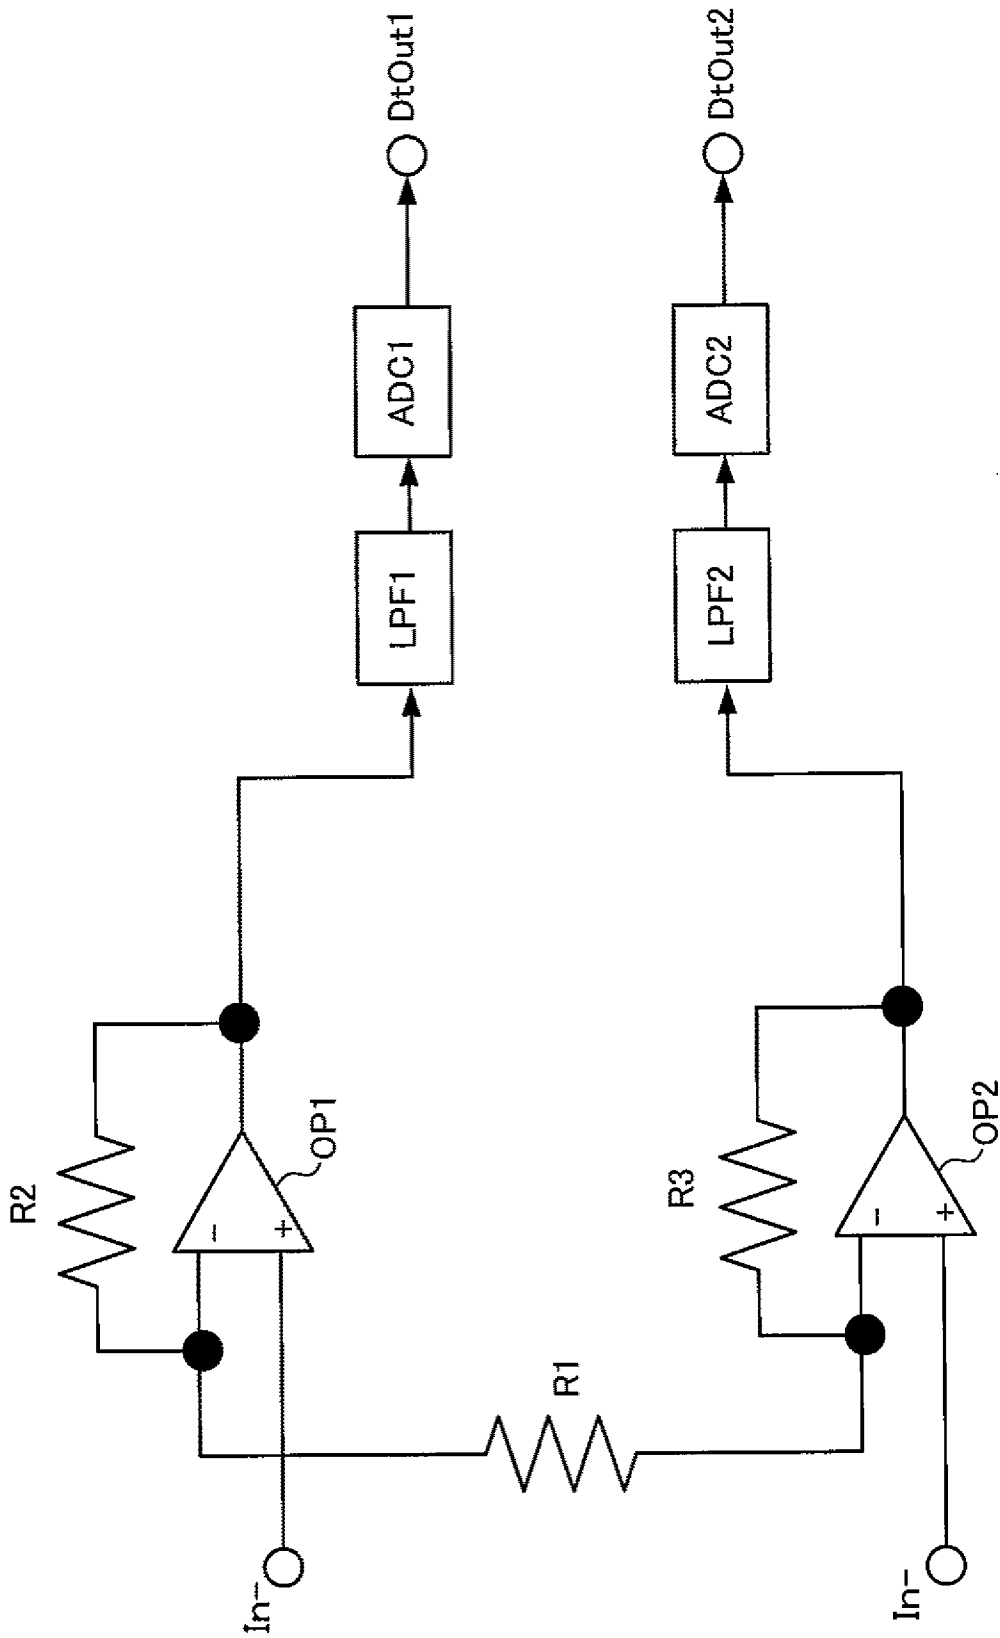 R2
In-
-
+
OP1
LPF1
ADC1
DtOut1
R1
R3
In-
-
+
OP2
LPF2
ADC2
DtOut2